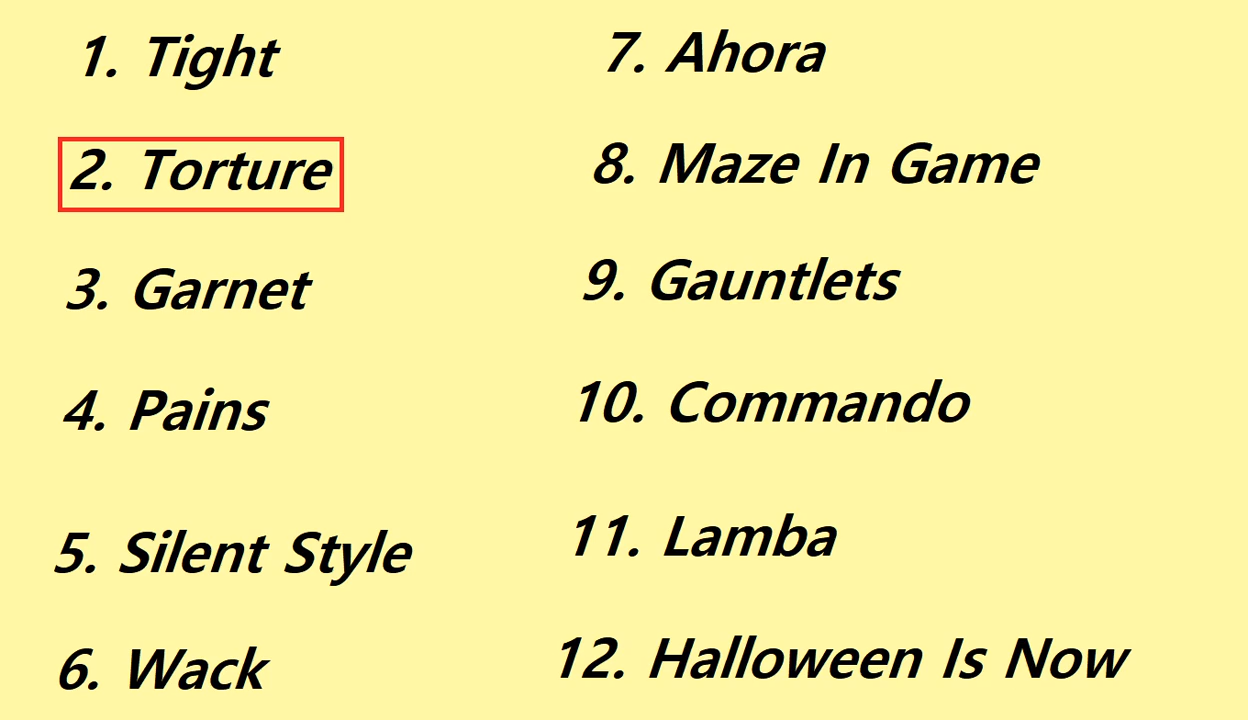 1. Tight
2. Torture
3. Garnet
4. Pains
5. Silent Style
6. Wack
7. Ahora
8. Maze In Game
9. Gauntlets
10. Commando
11. Lamba
12. Halloween Is Now